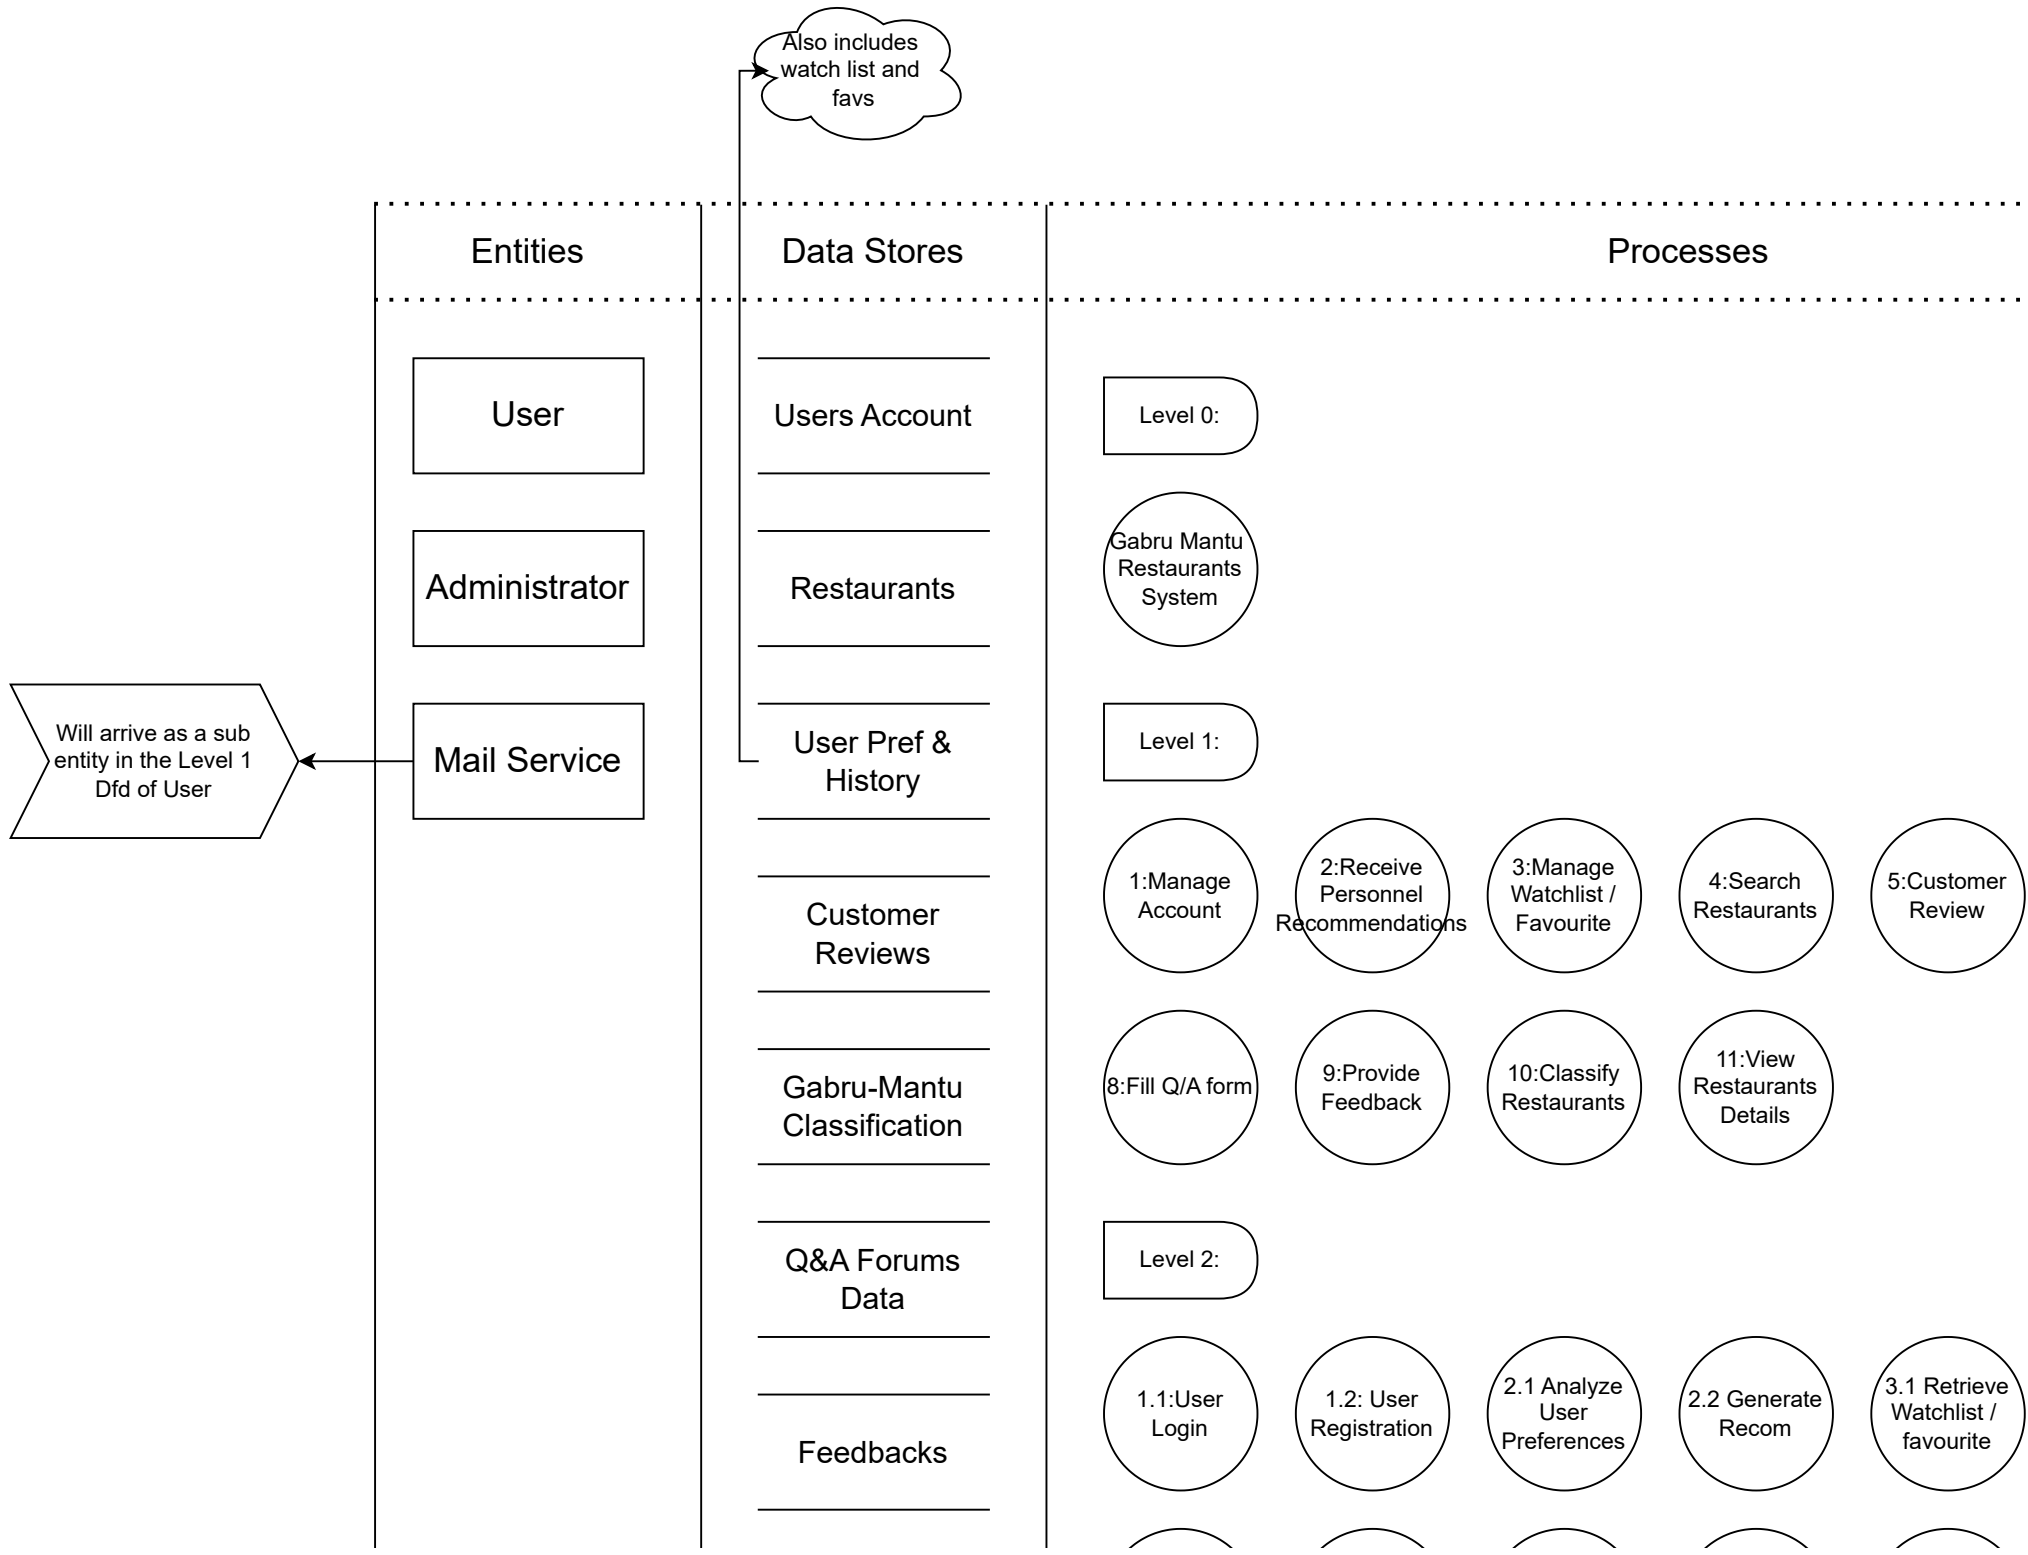 Also includes
watch list and
favs
Entities
Data Stores
Processes
User
Users Account
Level 0:
Administrator
Restaurants
Gabru Mantu
Restaurants
System
Will arrive as a sub
entity in the Level 1
Dfd of User
Mail Service
User Pref &
History
Level 1:
Customer
Reviews
1:Manage
Account
2:Receive
Personnel
Recommendations
3:Manage
Watchlist /
Favourite
4:Search
Restaurants
5:Customer
Review
Gabru-Mantu
Classification
8:Fill Q/A form
9:Provide
Feedback
10:Classify
Restaurants
11:View
Restaurants
Details
Q&A Forums
Data
Level 2:
Feedbacks
1.1:User
Login
1.2: User
Registration
2.1 Analyze
User
Preferences
2.2 Generate
Recom
3.1 Retrieve
Watchlist /
favourite